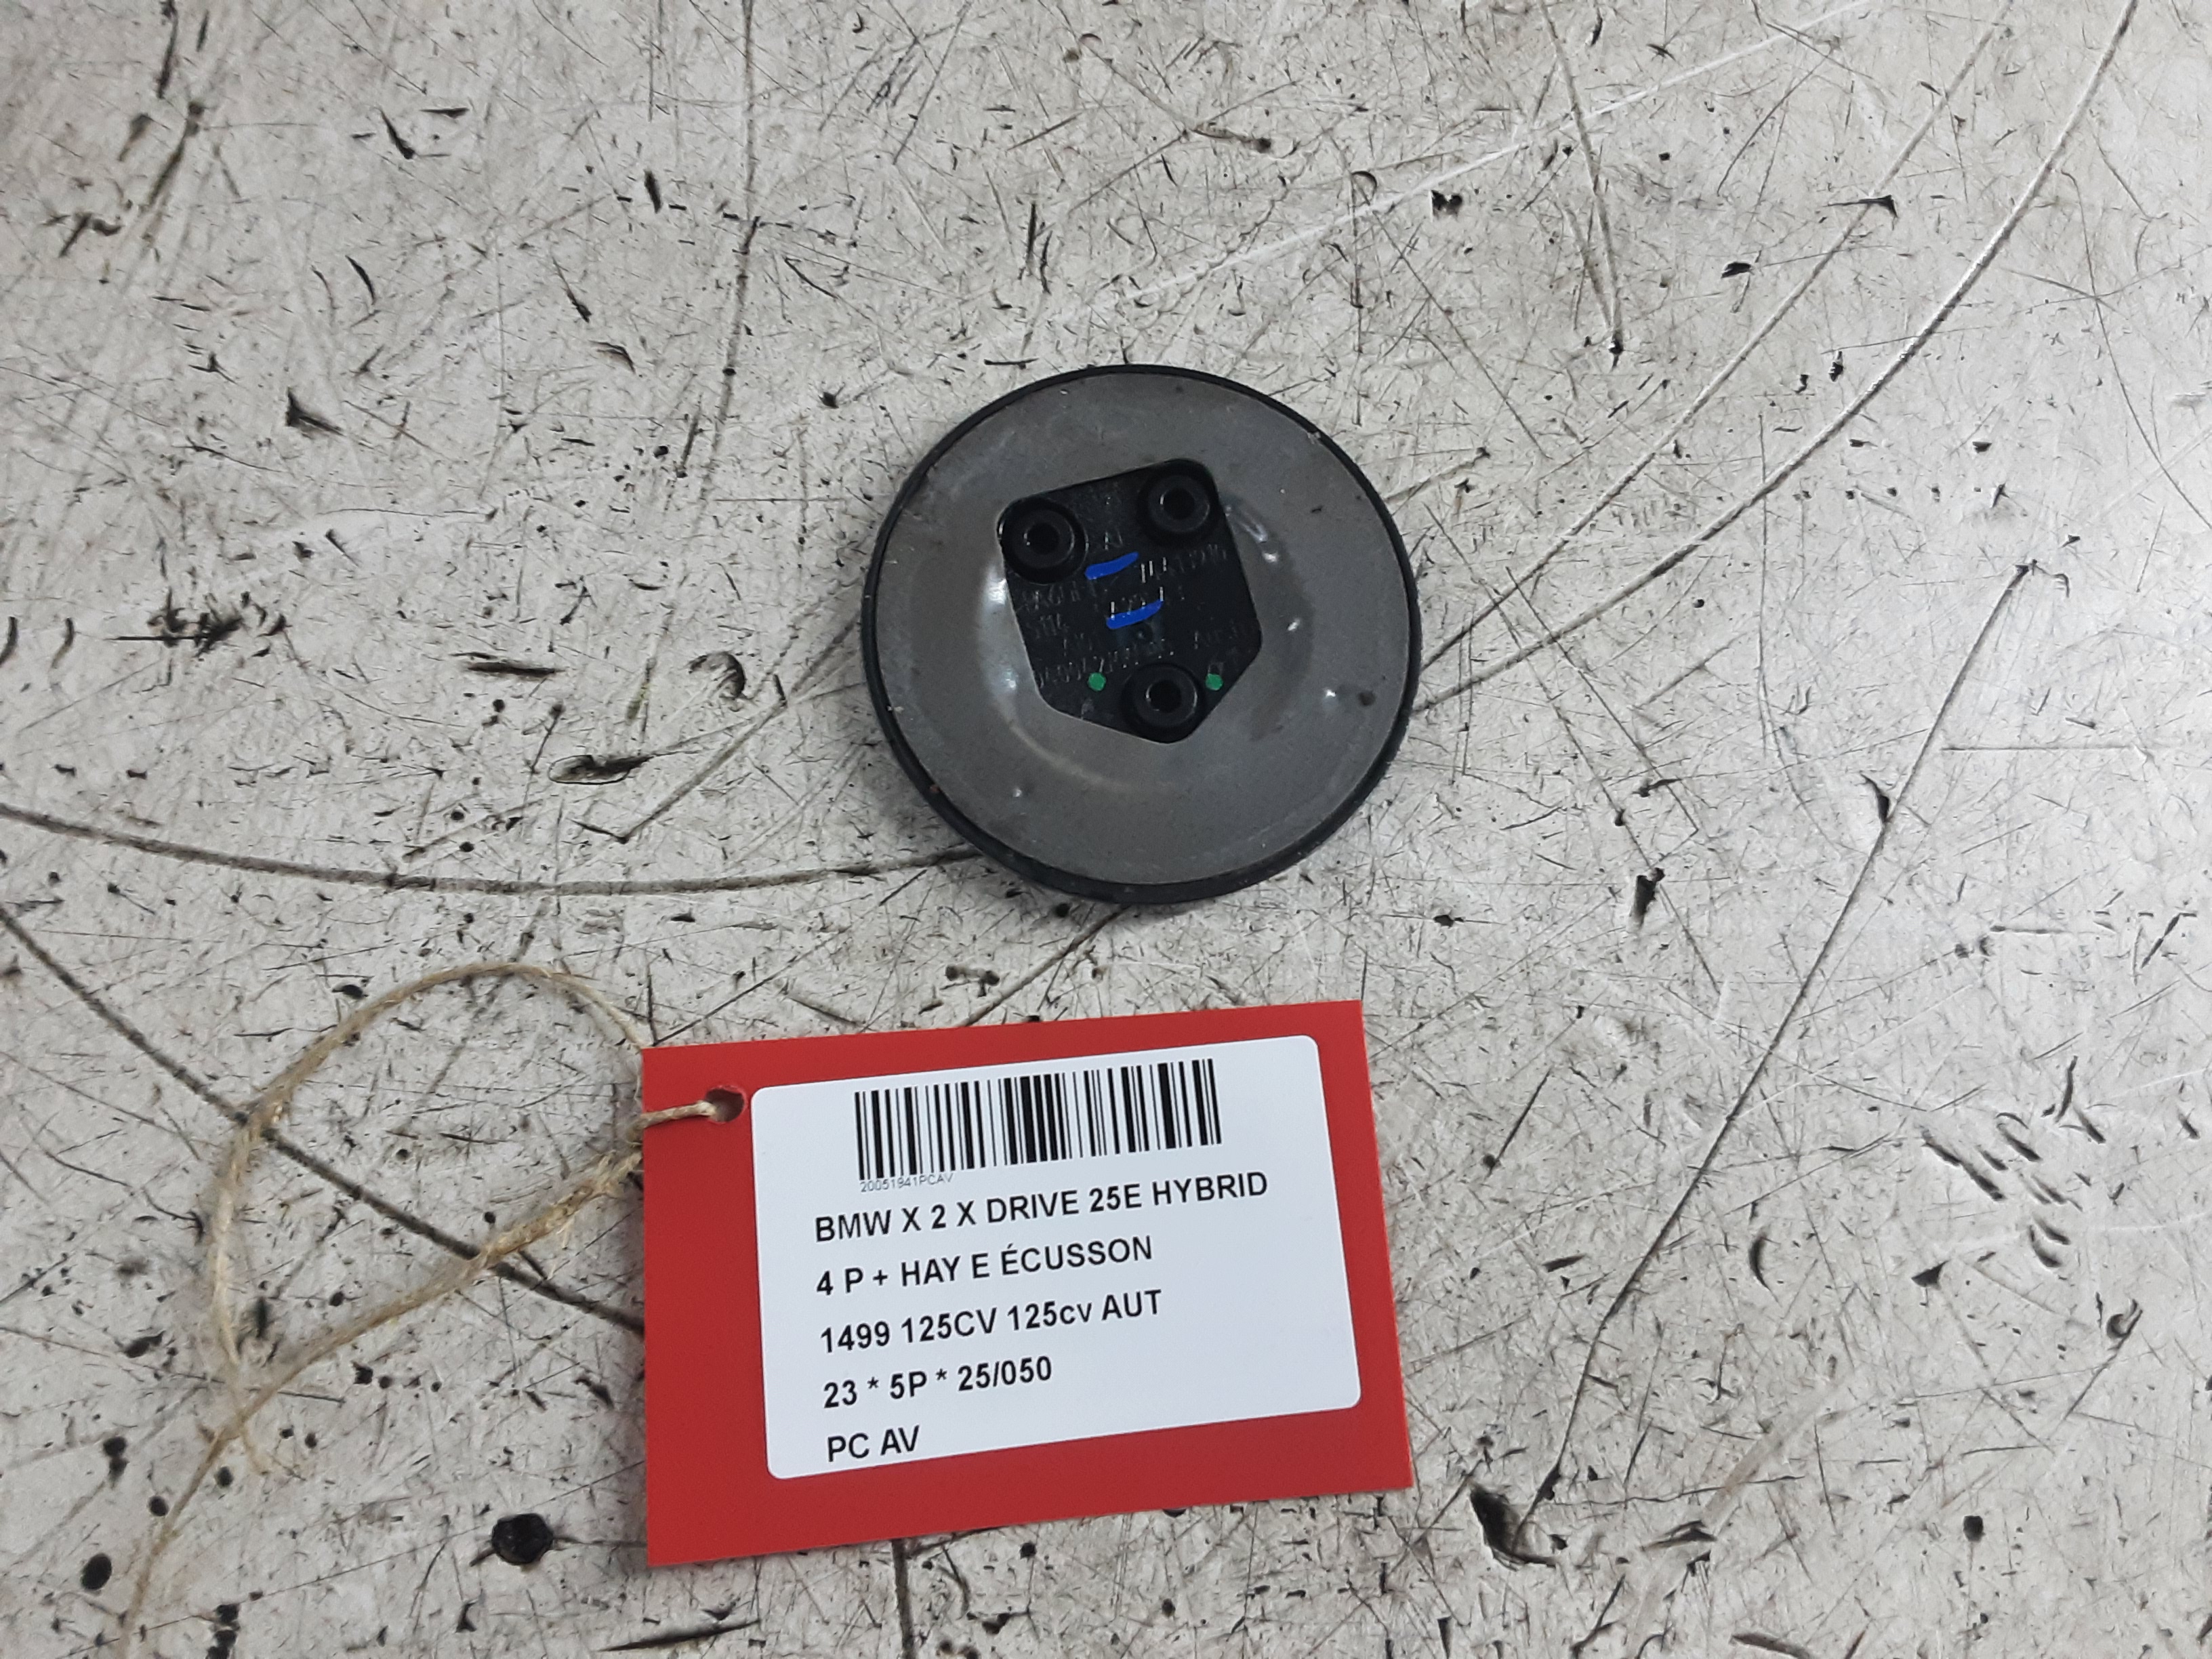 20051941PCAV
BMW X 2 X DRIVE 25E HYBRID
4 P + HAY E ÉCUSSON
1499 125CV 125cv AUT
23 * 5P * 25/050
PC AV